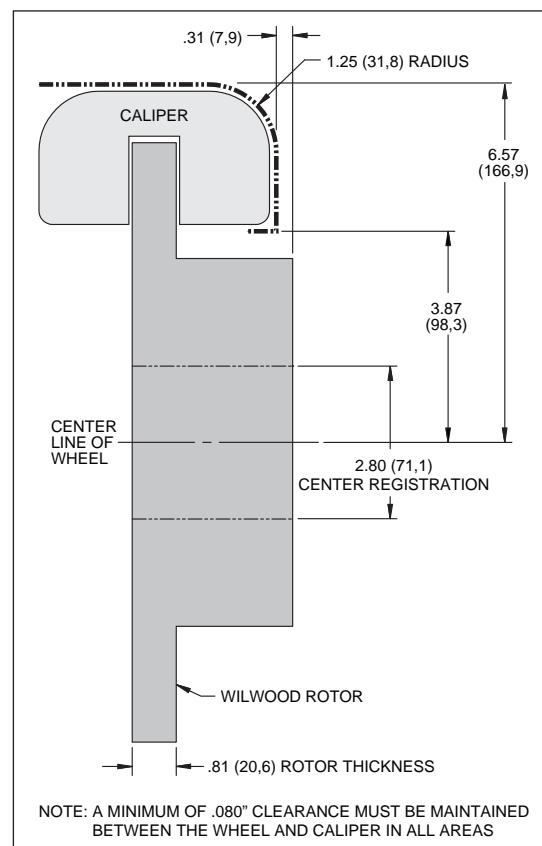 .31 (7,9)
1.25 (31,8) RADIUS
CALIPER
6.57
(166,9)
3.87
(98,3)
CENTER
LINE OF
WHEEL
2.80 (71,1)
CENTER REGISTRATION
WILWOOD ROTOR
.81 (20,6) ROTOR THICKNESS
NOTE: A MINIMUM OF .080" CLEARANCE MUST BE MAINTAINED
BETWEEN THE WHEEL AND CALIPER IN ALL AREAS